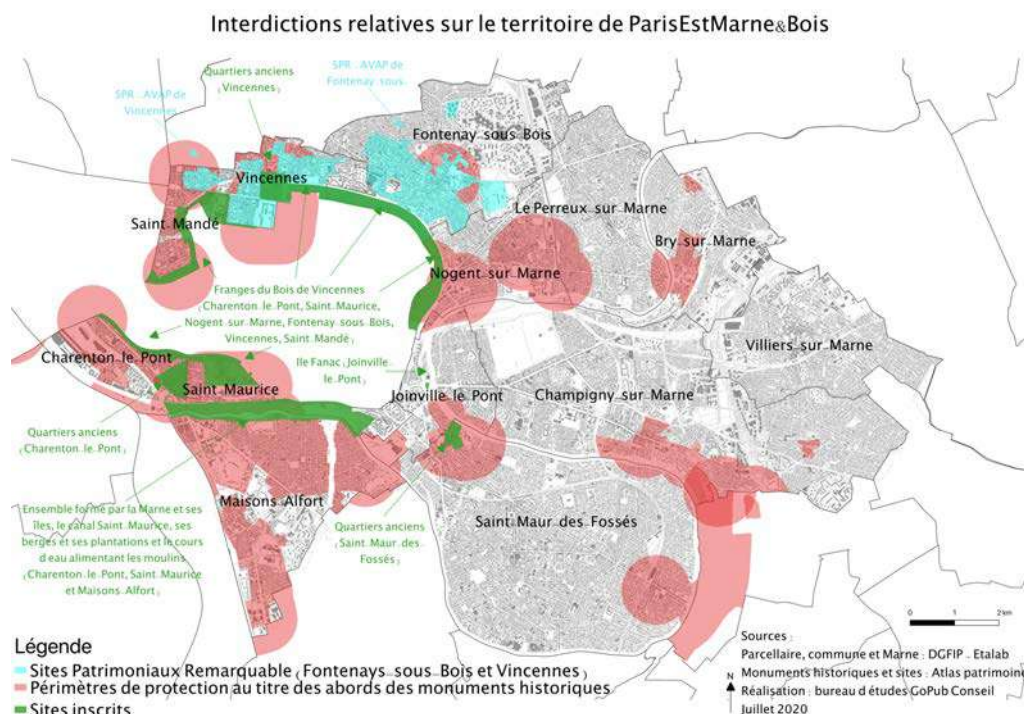 Interdictions relatives sur le territoire de ParisEstMarne&Bois
SPR - AVAP de
Fontenay sous
Quartiers anciens
(Vincennes)
SPR - AVAP de
Vincennes
Fontenay sous Bois
Vincennes
Le Perreux sur Marne
Saint Mandé
Bry sur Marne
Nogent sur Marne
Franges du Bois de Vincennes
(Charenton le Pont, Saint Maurice,
Nogent sur Marne, Fontenay sous Bois,
Vincennes, Saint Mandé)
Villiers sur Marne
Charenton le Pont
Ile Fanac (Joinville
le Pont)
Saint Maurice
Joinville le Pont
Champigny sur Marne
Quartiers anciens
(Charenton le Pont)
Maisons Alfort
Ensemble formé par la Marne et ses
îles, le canal Saint Maurice, ses
berges et ses plantations et le cours
d eau alimentant les moulins
(Charenton le Pont, Saint Maurice
et Maisons Alfort)
Quartiers anciens
(Saint Maur des
Fossés)
Saint Maur des Fossés
0 1 2 km
Légende
Sites Patrimoniaux Remarquable (Fontenays sous Bois et Vincennes)
Périmètres de protection au titre des abords des monuments historiques
Sites inscrits
Sources :
Parcellaire, commune et Marne : DGFIP - Etalab
Monuments historiques et sites : Atlas patrimoine
N
Réalisation : bureau d études GoPub Conseil
Juillet 2020